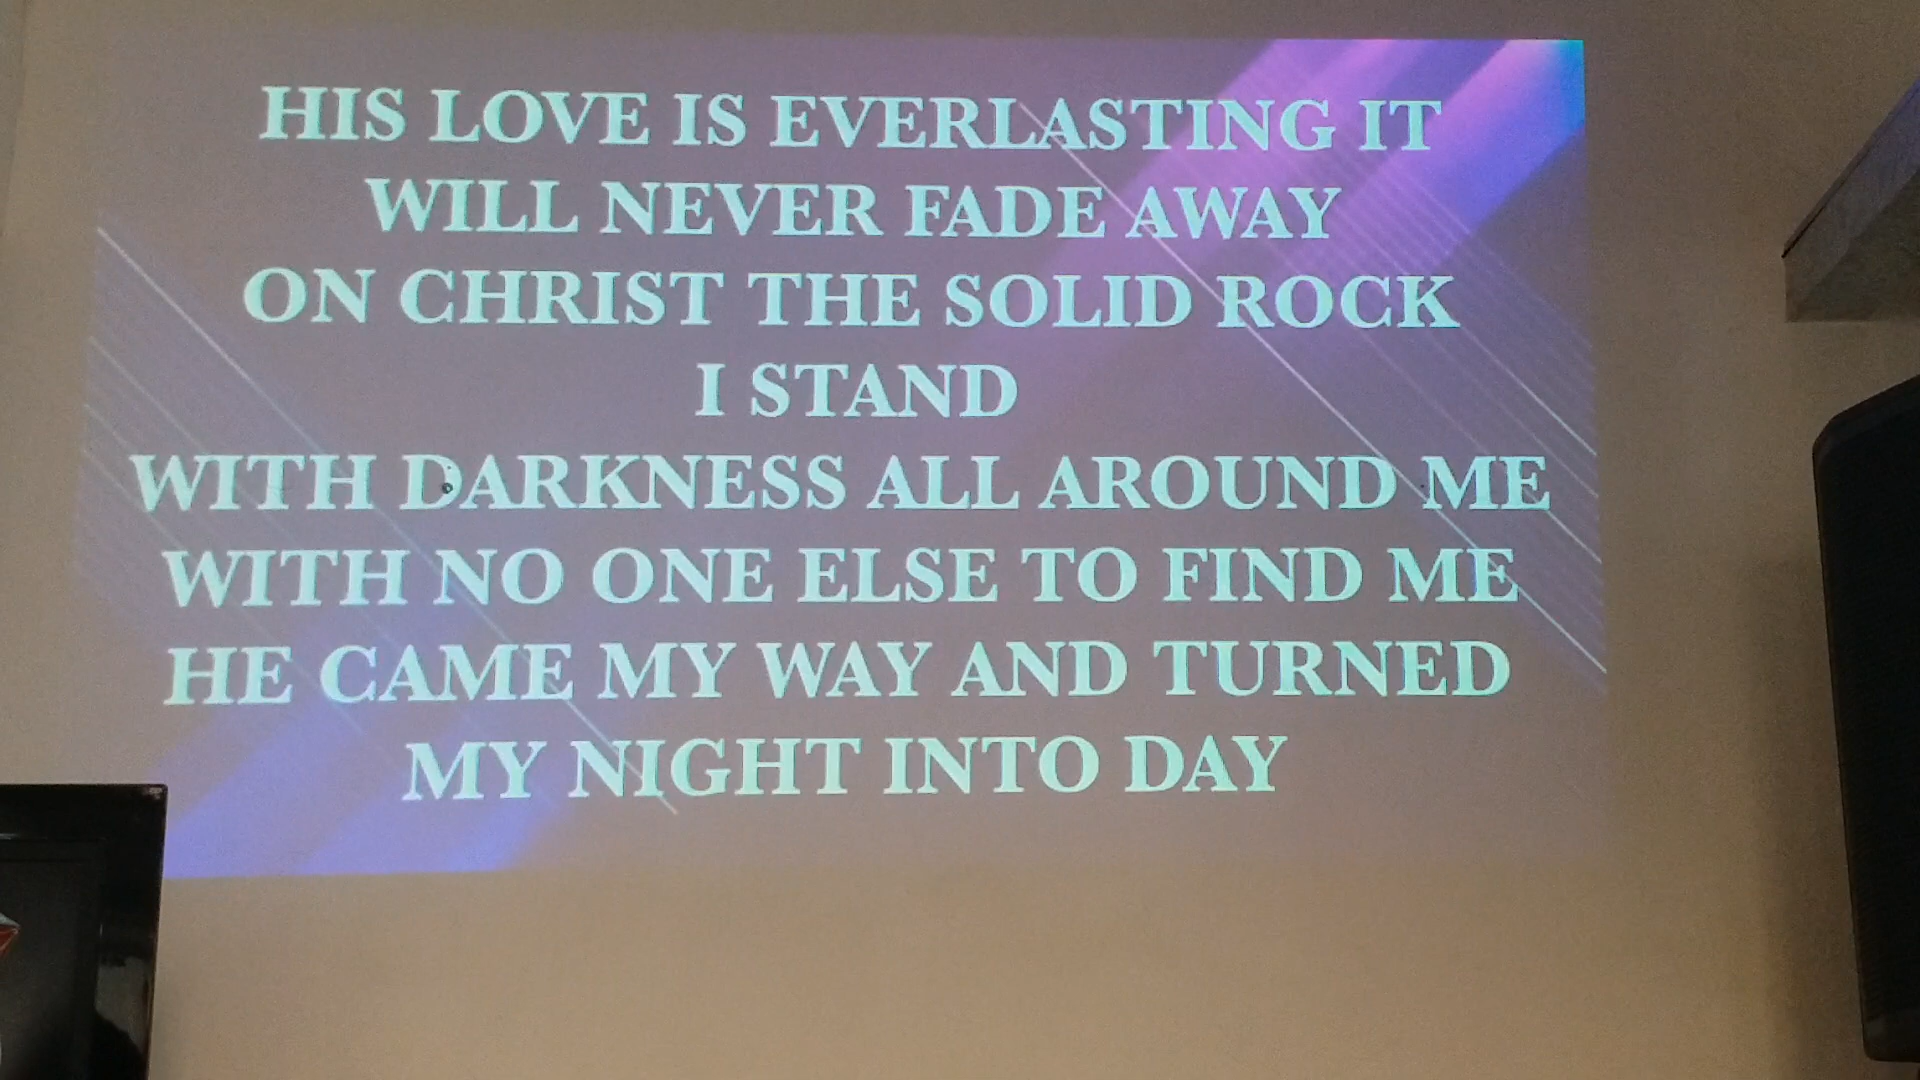 HIS LOVE IS EVERLASTING IT
WILL NEVER FADE AWAY
ON CHRIST THE SOLID ROCK
I STAND
WITH DARKNESS ALL AROUND ME
WITH NO ONE ELSE TO FIND ME
HE CAME MY WAY AND TURNED
MY NIGHT INTO DAY